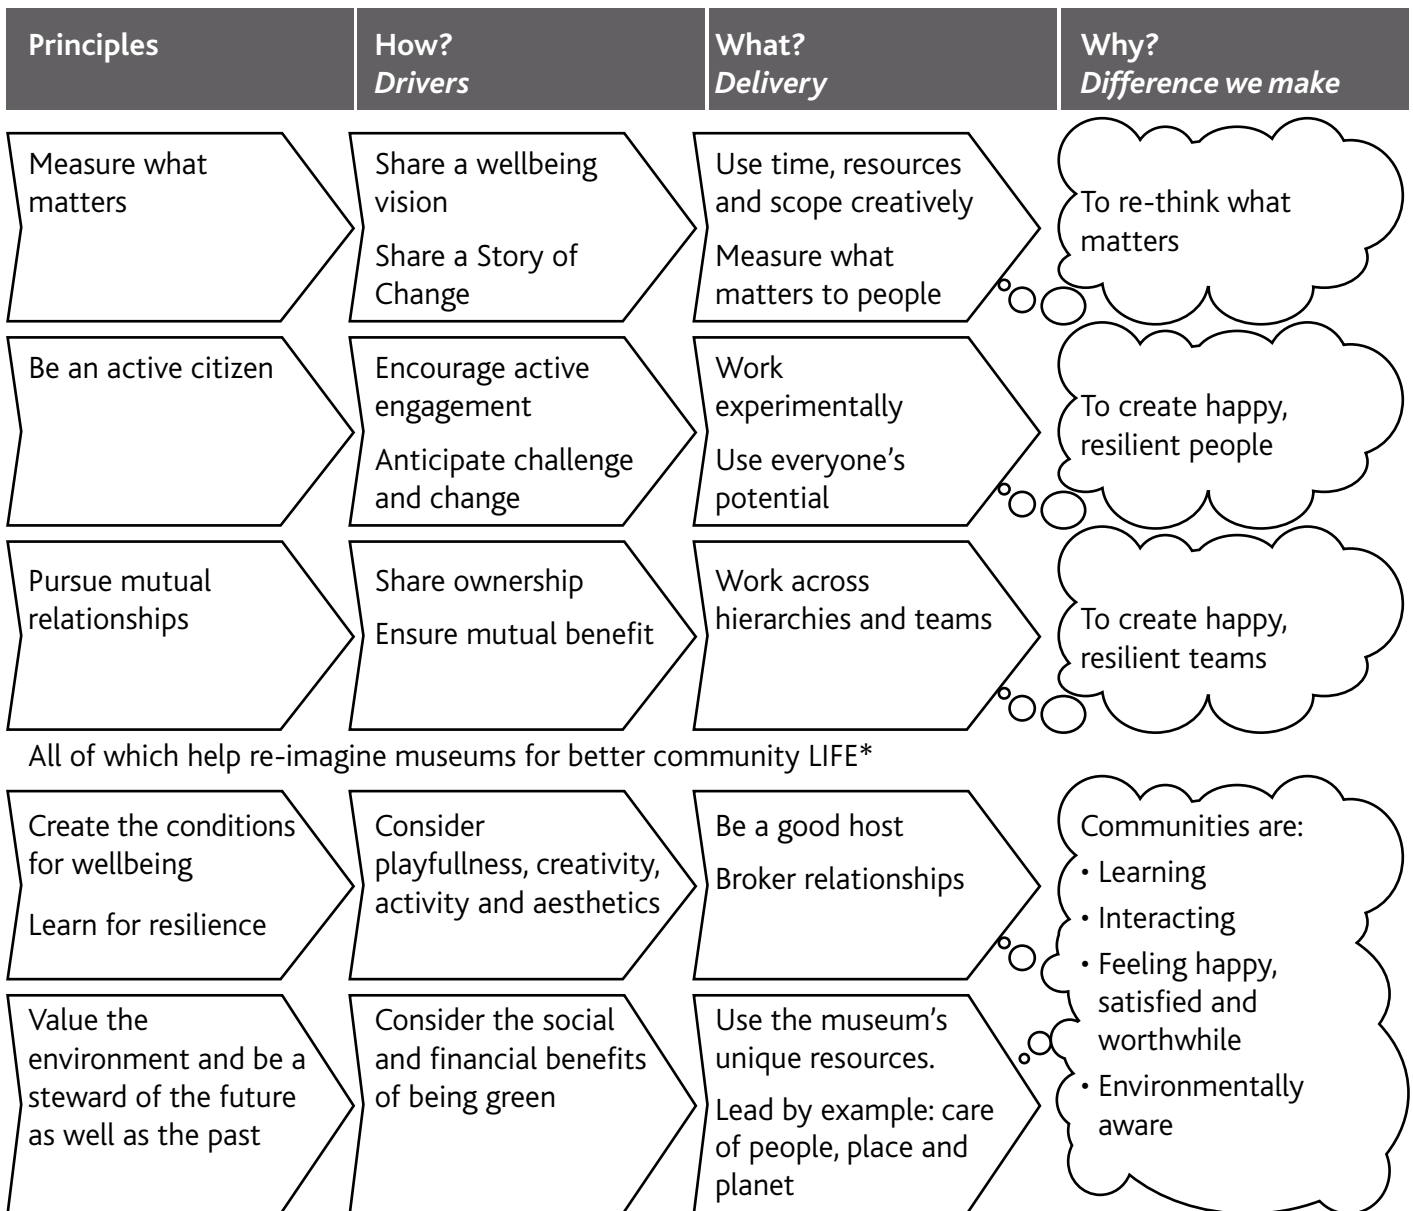 Principles
How?
Drivers
What?
Delivery
Why?
Difference we make
Measure what
matters
Share a wellbeing
vision
Share a Story of
Change
Use time, resources
and scope creatively
Measure what
matters to people
To re-think what
matters
Be an active citizen
Encourage active
engagement
Anticipate challenge
and change
Work
experimentally
Use everyone's
potential
To create happy,
resilient people
Pursue mutual
relationships
Share ownership
Ensure mutual benefit
Work across
hierarchies and teams
To create happy,
resilient teams
All of which help re-imagine museums for better community LIFE*
Create the conditions
for wellbeing
Learn for resilience
Consider
playfullness, creativity,
activity and aesthetics
Be a good host
Broker relationships
Communities are:
• Learning
• Interacting
• Feeling happy,
satisfied and
worthwhile
• Environmentally
aware
Value the
environment and be a
steward of the future
as well as the past
Consider the social
and financial benefits
of being green
Use the museum's
unique resources.
Lead by example: care
of people, place and
planet